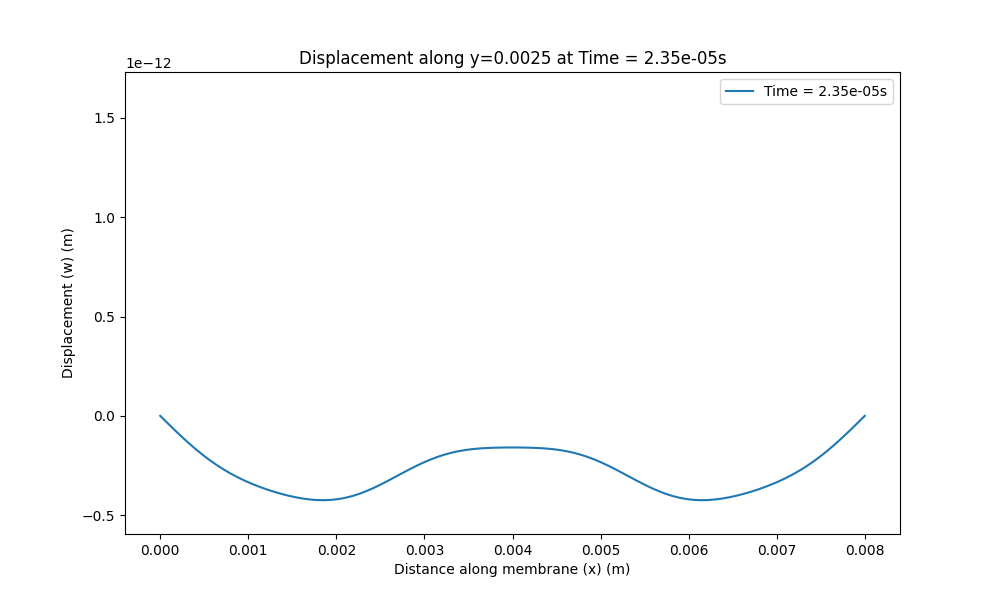 Displacement along y=0.0025 at Time = 2.35e-05s
1e−12
Time = 2.35e-05s
1.5
1.0
0.5
0.0
−0.5
Displacement (w) (m)
0.000 0.001 0.002 0.003 0.004 0.005 0.006 0.007 0.008
Distance along membrane (x) (m)